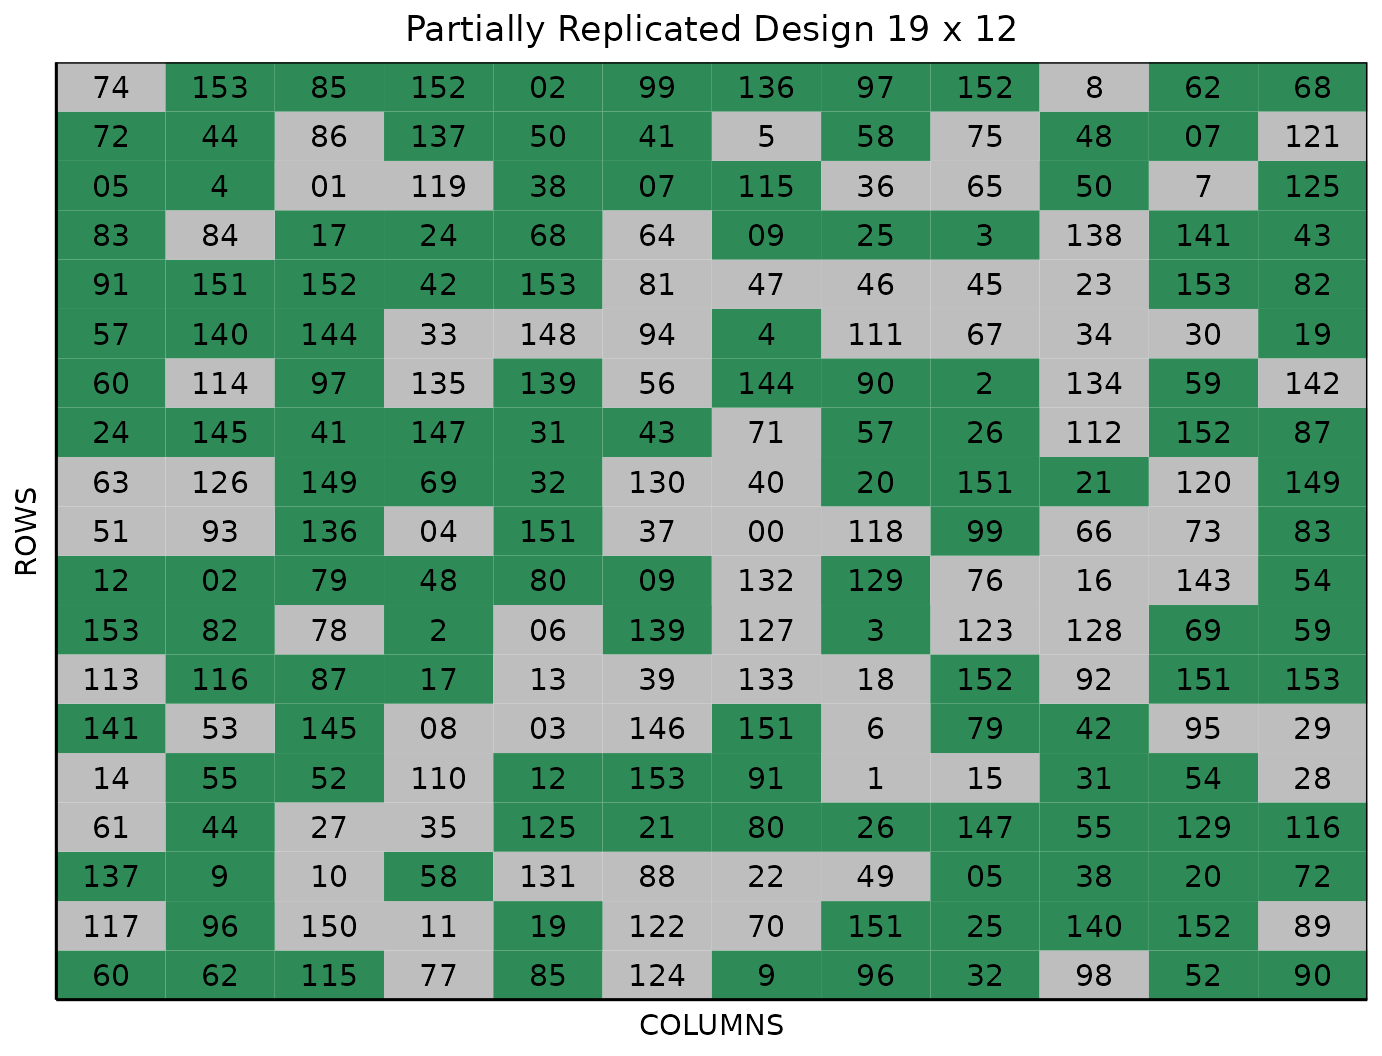 Partially Replicated Design 19 x 12
74 153 85 152 02 99 136 97 152 8 62 68
72 44 86 137 50 41 5 58 75 48 07 121
05 4 01 119 38 07 115 36 65 50 7 125
83 84 17 24 68 64 09 25 3 138 141 43
91 151 152 42 153 81 47 46 45 23 153 82
57 140 144 33 148 94 4 111 67 34 30 19
60 114 97 135 139 56 144 90 2 134 59 142
24 145 41 147 31 43 71 57 26 112 152 87
63 126 149 69 32 130 40 20 151 21 120 149
51 93 136 04 151 37 00 118 99 66 73 83
12 02 79 48 80 09 132 129 76 16 143 54
153 82 78 2 06 139 127 3 123 128 69 59
113 116 87 17 13 39 133 18 152 92 151 153
141 53 145 08 03 146 151 6 79 42 95 29
14 55 52 110 12 153 91 1 15 31 54 28
61 44 27 35 125 21 80 26 147 55 129 116
137 9 10 58 131 88 22 49 05 38 20 72
117 96 150 11 19 122 70 151 25 140 152 89
60 62 115 77 85 124 9 96 32 98 52 90
ROWS
COLUMNS